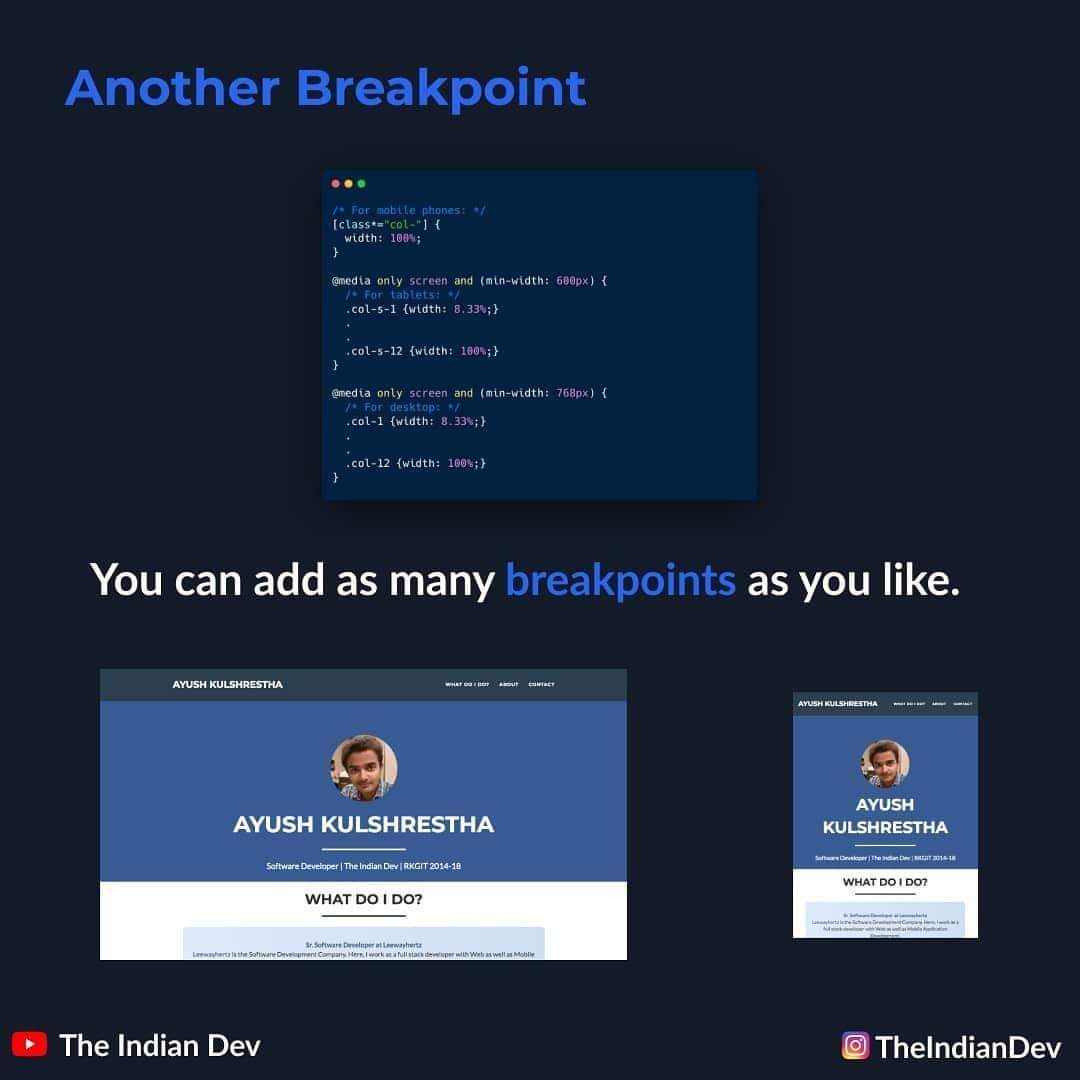 Another Breakpoint
/* For mobile phones: */
[class*="col-"] {
width: 100%;
}
@media only screen and (min-width: 600px) {
/* For tablets: */
.col-s-1 {width: 8.33%;}
.
.
.col-s-12 {width: 100%;}
}
@media only screen and (min-width: 768px) {
/* For desktop: */
.col-1 {width: 8.33%;}
.
.
.col-12 {width: 100%;}
}
You can add as many breakpoints as you like.
AYUSH KULSHRESTHA WHAT DO I DO? ABOUT CONTACT
AYUSH KULSHRESTHA
Software Developer | The Indian Dev | RKGIT 2014-18
WHAT DO I DO?
Sr. Software Developer at Leewayhertz
Leewayhertz is the Software Development Company. Here, I work as a full stack developer with Web as well as Mobile
AYUSH KULSHRESTHA WHAT DO I DO? ABOUT CONTACT
AYUSH
KULSHRESTHA
Software Developer | The Indian Dev | RKGIT 2014-18
WHAT DO I DO?
Sr. Software Developer at Leewayhertz
Leewayhertz is the Software Development Company. Here, I work as a
full stack developer with Web as well as Mobile Application
Development.
The Indian Dev
TheIndianDev